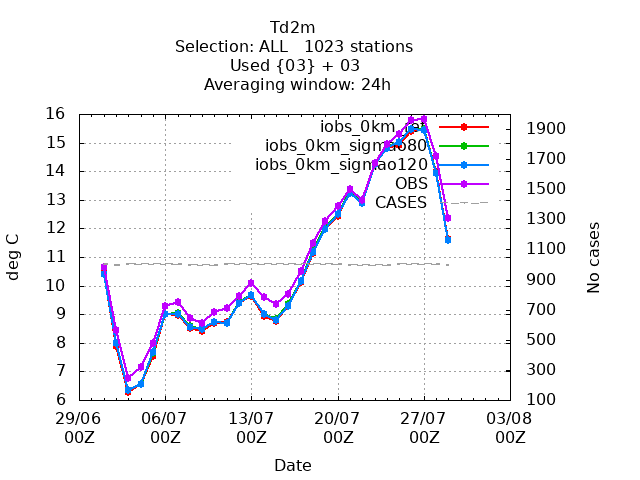 Td2m
Selection: ALL   1023 stations
Used {03} + 03
Averaging window: 24h
16
15
14
13
12
11
10
9
8
7
6
deg C
iobs_0km_ref
iobs_0km_sigmao80
iobs_0km_sigmao120
OBS
CASES
1900
1700
1500
1300
1100
900
700
500
300
100
No cases
29/06 06/07 13/07 20/07 27/07 03/08
00Z 00Z 00Z 00Z 00Z 00Z
Date